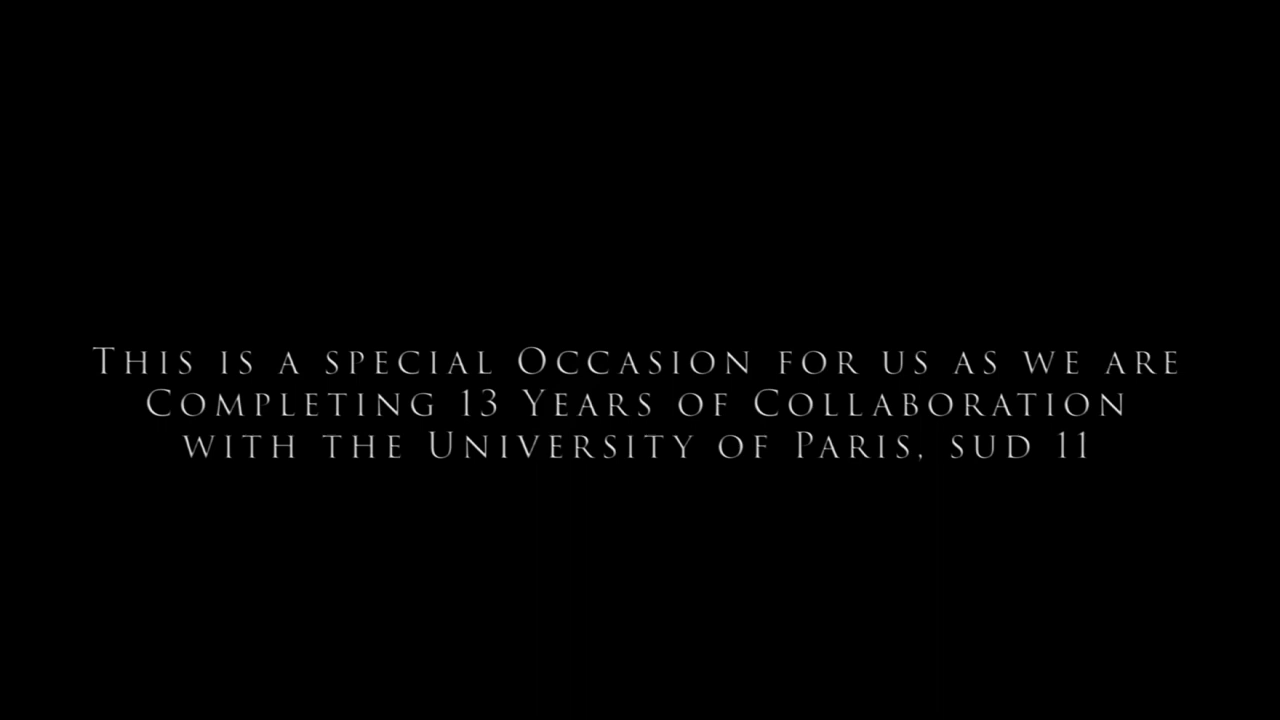 This is a special Occasion for us as we are
Completing 13 Years of Collaboration
with the University of Paris, sud 11